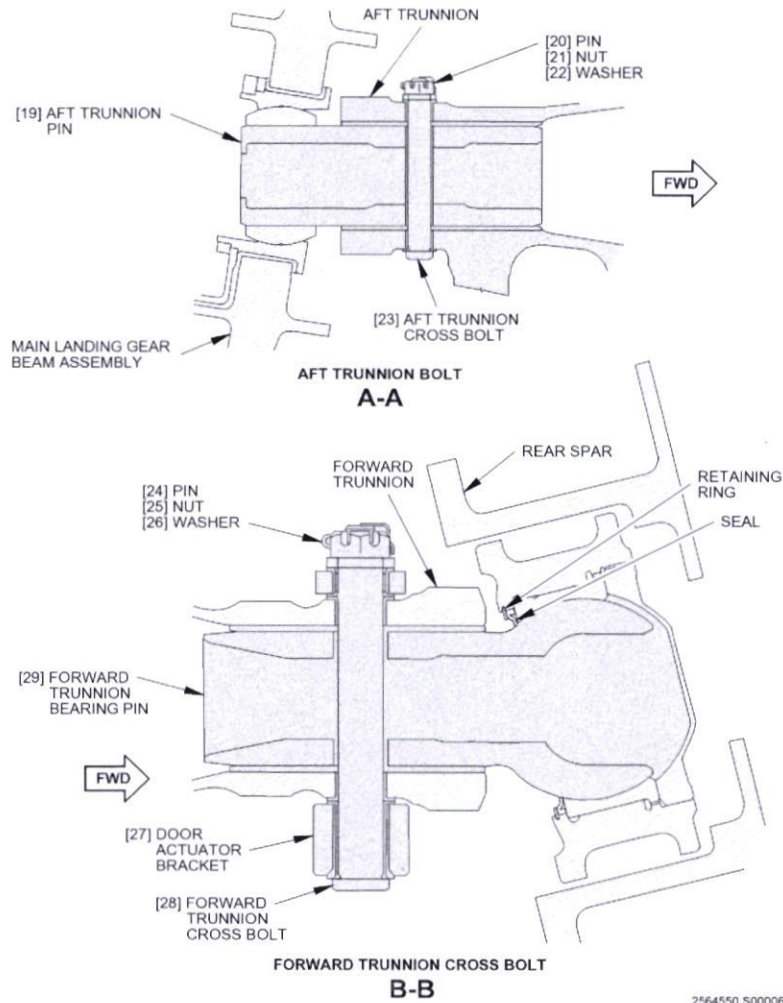 AFT TRUNNION
[20] PIN
[21] NUT
[22] WASHER
[19] AFT TRUNNION
PIN
FWD
[23] AFT TRUNNION
CROSS BOLT
MAIN LANDING GEAR
BEAM ASSEMBLY
AFT TRUNNION BOLT
A-A
REAR SPAR
FORWARD
TRUNNION
RETAINING
RING
SEAL
[24] PIN
[25] NUT
[26] WASHER
[29] FORWARD
TRUNNION
BEARING PIN
FWD
[27] DOOR
ACTUATOR
BRACKET
[28] FORWARD
TRUNNION
CROSS BOLT
FORWARD TRUNNION CROSS BOLT
B-B